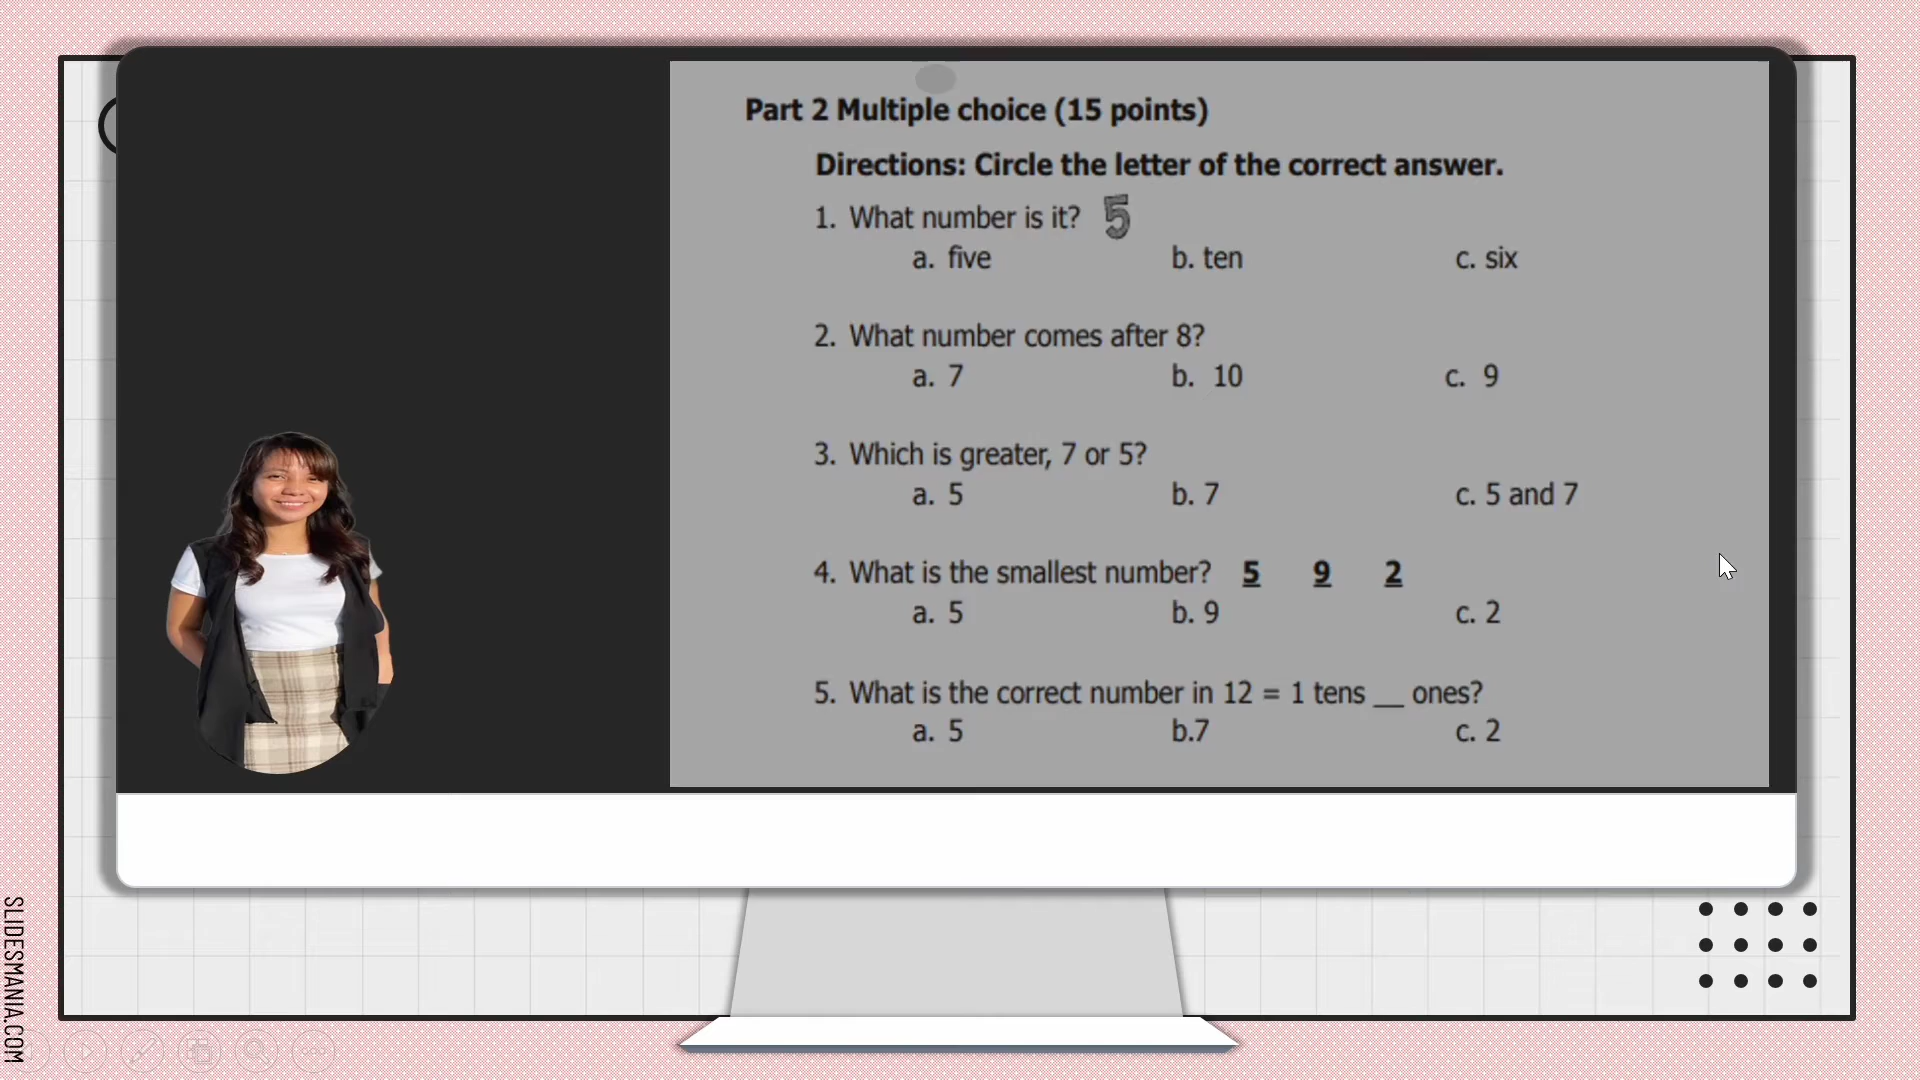 Part 2 Multiple choice (15 points)
Directions: Circle the letter of the correct answer.
1. What number is it? 5
a. five b. ten c. six
2. What number comes after 8?
a. 7 b. 10 c. 9
3. Which is greater, 7 or 5?
a. 5 b. 7 c. 5 and 7
4. What is the smallest number? 5 9 2
a. 5 b. 9 c. 2
5. What is the correct number in 12 = 1 tens __ ones?
a. 5 b.7 c. 2
SLIDESMANIA.COM